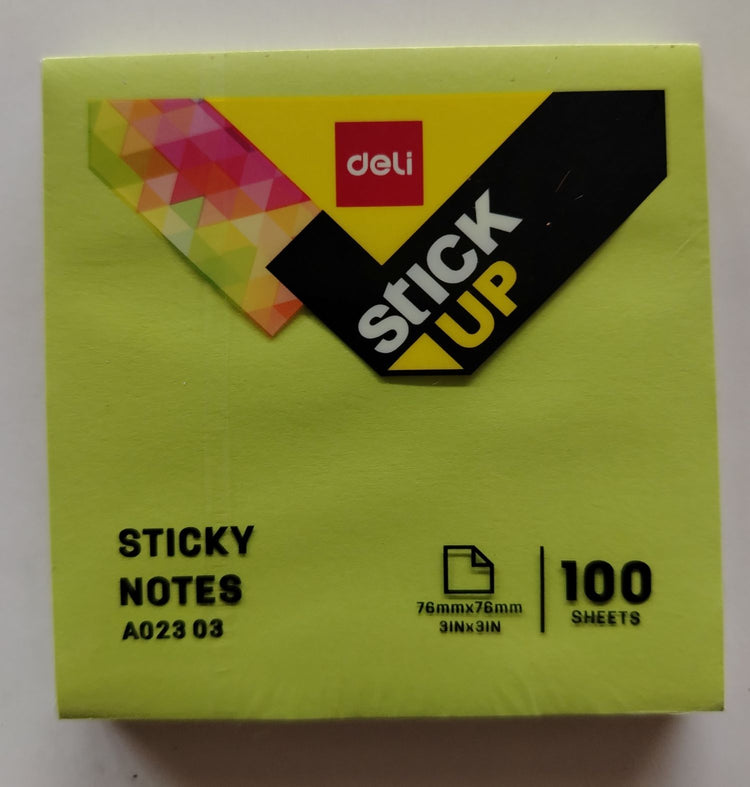 deli
STICK
UP
STICKY
NOTES
A023 03
76mmx76mm
3INx3IN
100
SHEETS